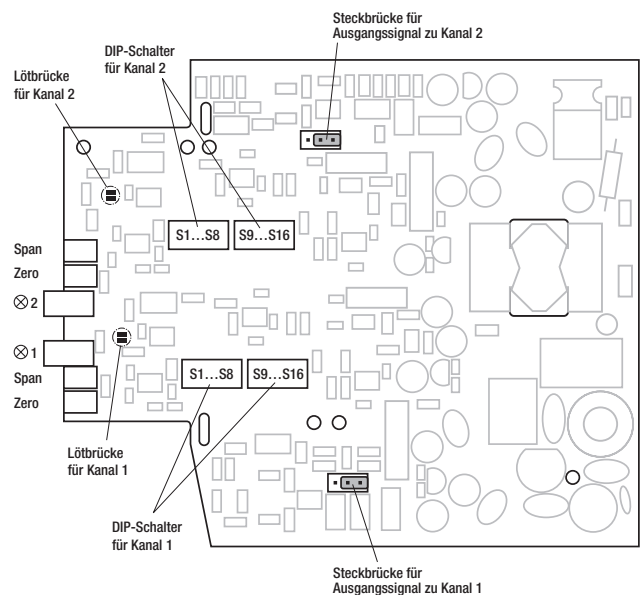 Steckbrücke für
Ausgangssignal zu Kanal 2
DIP-Schalter
für Kanal 2
Lötbrücke
für Kanal 2
S1...S8
S9...S16
Span
Zero
⊗ 2
⊗ 1
Span
Zero
S1...S8
S9...S16
Lötbrücke
für Kanal 1
DIP-Schalter
für Kanal 1
Steckbrücke für
Ausgangssignal zu Kanal 1